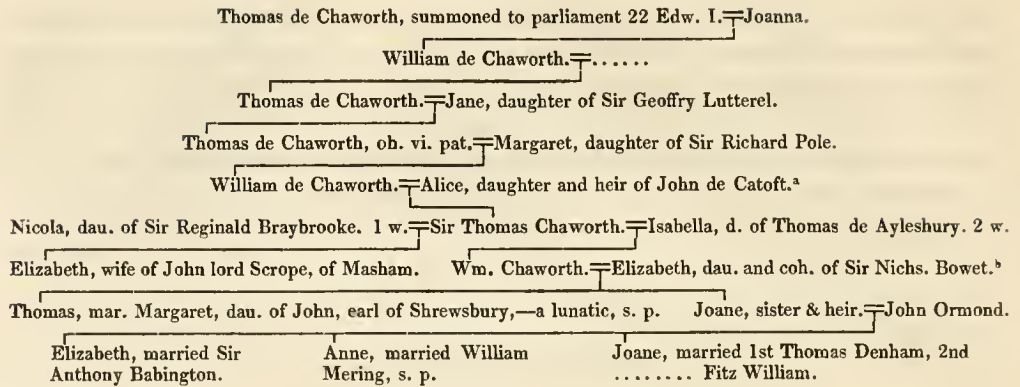 Thomas de Chaworth, summoned to parliament 22 Edw. I.=Joanna.
William de Chaworth.=......
Thomas de Chaworth.=Jane, daughter of Sir Geoffry Lutterel.
Thomas de Chaworth, ob. vi. pat.=Margaret, daughter of Sir Richard Pole.
William de Chaworth.=Alice, daughter and heir of John de Catoft.ª
Nicola, dau. of Sir Reginald Braybrooke. 1 w.=Sir Thomas Chaworth.=Isabella, d. of Thomas de Aylesbury. 2 w.
Elizabeth, wife of John lord Scrope, of Masham. Wm. Chaworth.=Elizabeth, dau. and coh. of Sir Nichs. Bowet.ᵇ
Thomas, mar. Margaret, dau. of John, earl of Shrewsbury,—a lunatic, s. p. Joane, sister & heir.=John Ormond.
Elizabeth, married Sir Anne, married William Joane, married 1st Thomas Denham, 2nd
Anthony Babington. Mering, s. p. ........ Fitz William.